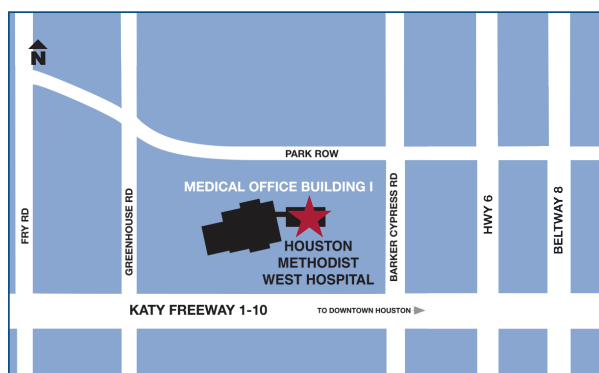 N
PARK ROW
MEDICAL OFFICE BUILDING I
FRY RD
GREENHOUSE RD
BARKER CYPRESS RD
HWY 6
BELTWAY 8
HOUSTON
METHODIST
WEST HOSPITAL
KATY FREEWAY 1-10
TO DOWNTOWN HOUSTON